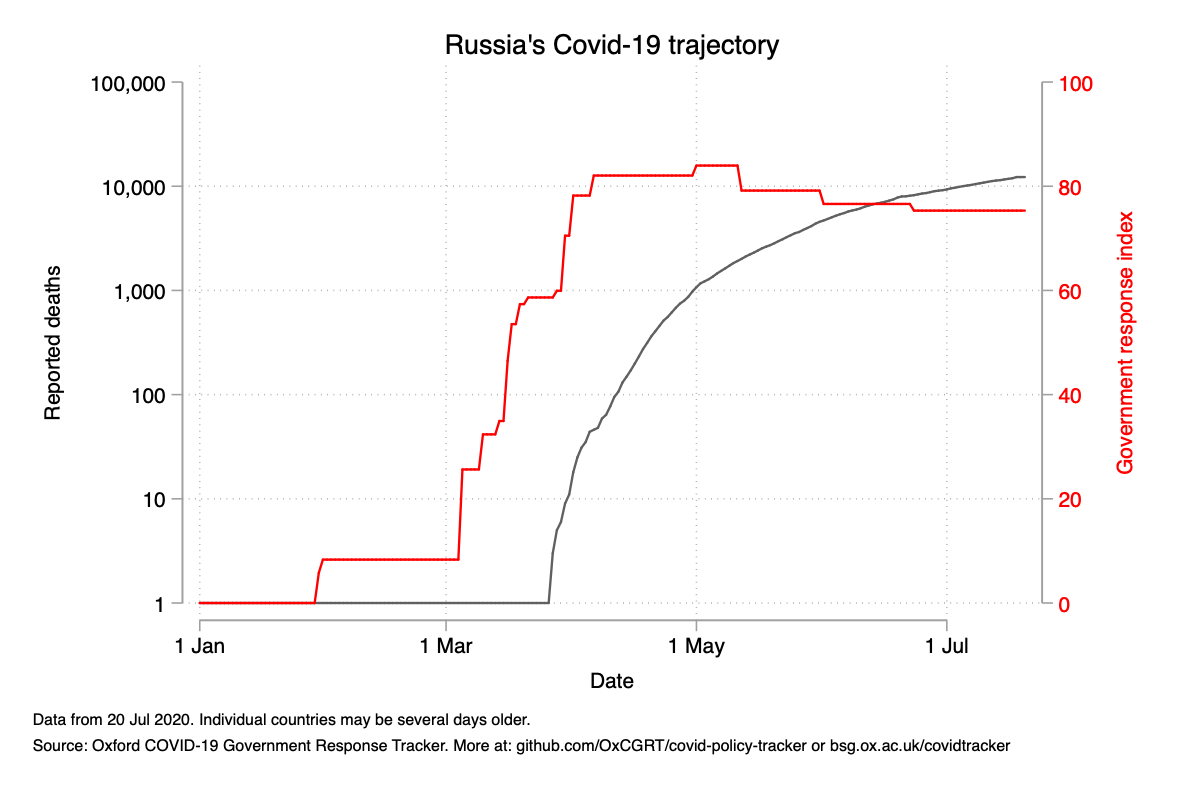 Russia's Covid-19 trajectory
100,000
10,000
1,000
100
10
1
Reported deaths
100
80
60
40
20
0
Government response index
1 Jan
1 Mar
1 May
1 Jul
Date
Data from 20 Jul 2020. Individual countries may be several days older.
Source: Oxford COVID-19 Government Response Tracker. More at: github.com/OxCGRT/covid-policy-tracker or bsg.ox.ac.uk/covidtracker